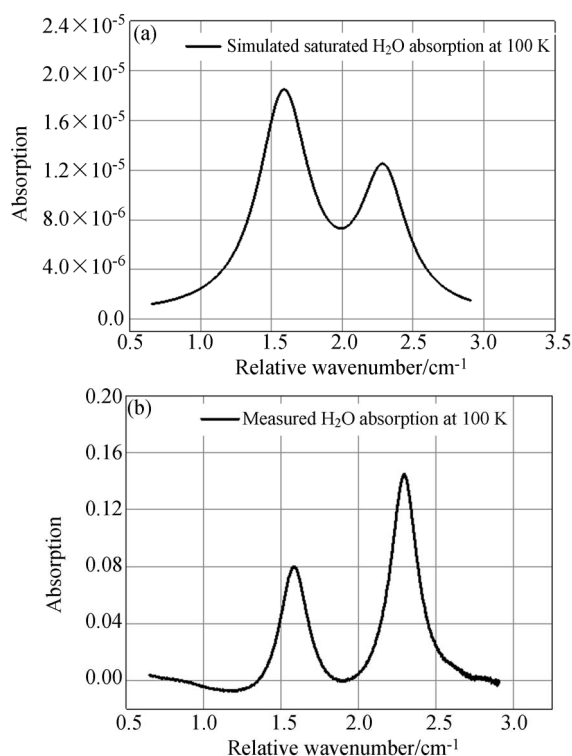 2.4×10⁻⁵
(a)
Simulated saturated H₂O absorption at 100 K
2.0×10⁻⁵
1.6×10⁻⁵
1.2×10⁻⁵
8.0×10⁻⁶
4.0×10⁻⁶
0.0
Absorption
0.5 1.0 1.5 2.0 2.5 3.0 3.5
Relative wavenumber/cm⁻¹
0.20
(b)
Measured H₂O absorption at 100 K
0.16
0.12
0.08
0.04
0.00
Absorption
0.5 1.0 1.5 2.0 2.5 3.0
Relative wavenumber/cm⁻¹